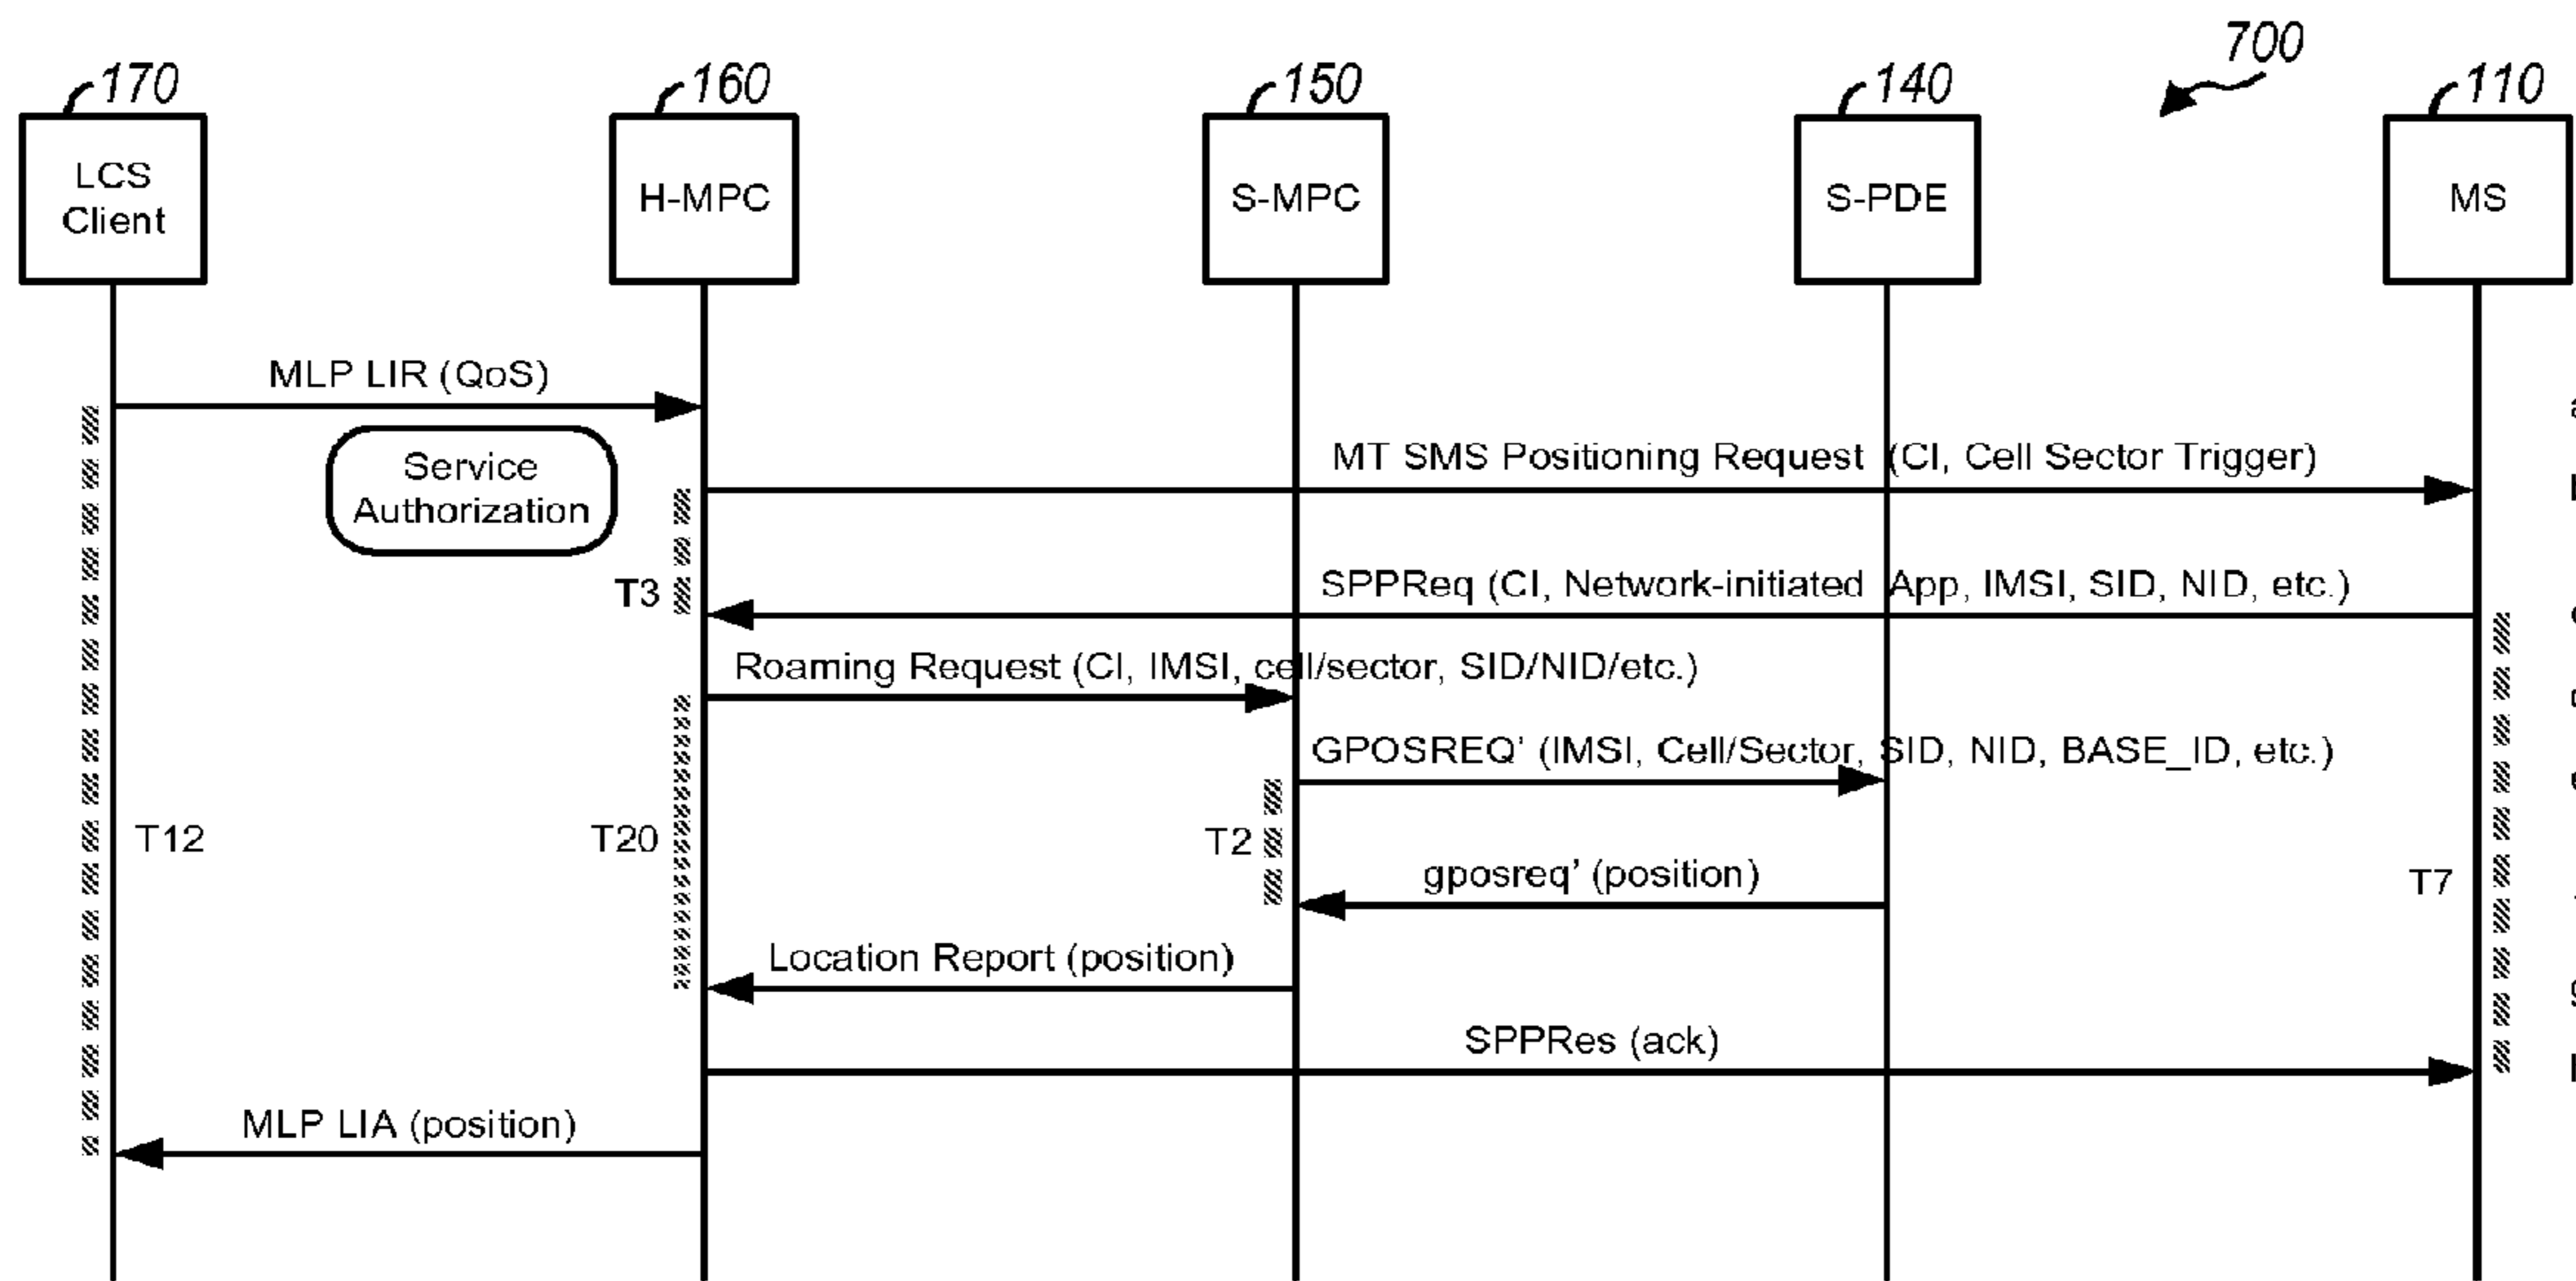 700
170
160
150
140
110
LCS
Client
H-MPC
S-MPC
S-PDE
MS
MLP LIR (QoS)
Service
Authorization
MT SMS Positioning Request (CI, Cell Sector Trigger)
T3
SPPReq (CI, Network-initiated App, IMSI, SID, NID, etc.)
Roaming Request (CI, IMSI, cell/sector, SID/NID/etc.)
GPOSREQ' (IMSI, Cell/Sector, SID, NID, BASE_ID, etc.)
T12
T20
T2
T7
gposreq' (position)
Location Report (position)
SPPRes (ack)
MLP LIA (position)